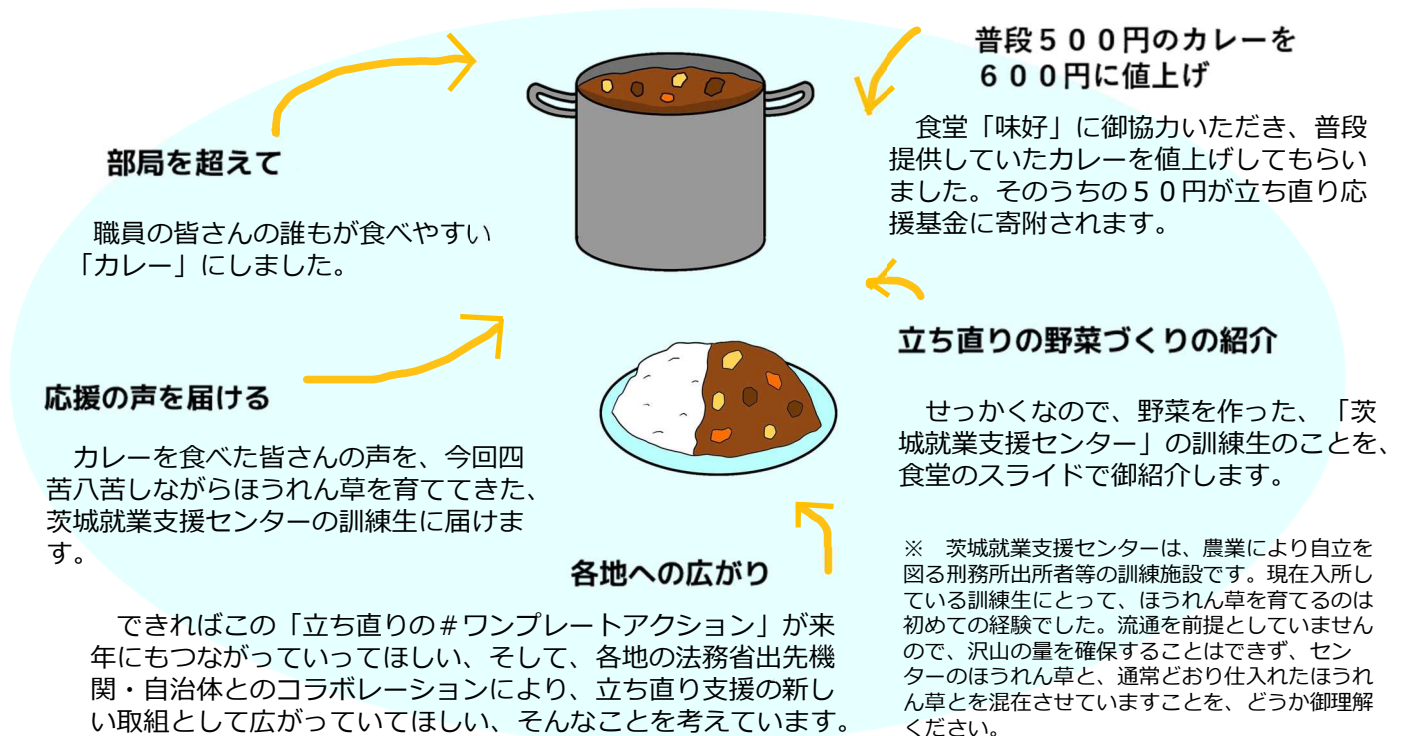 部局を超えて
職員の皆さんの誰もが食べやすい
「カレー」にしました。
普段５００円のカレーを
６００円に値上げ
食堂「味好」に御協力いただき、普段
提供していたカレーを値上げしてもらい
ました。そのうちの５０円が立ち直り応
援基金に寄附されます。
応援の声を届ける
カレーを食べた皆さんの声を、今回四
苦八苦しながらほうれん草を育ててきた、
茨城就業支援センターの訓練生に届けま
す。
立ち直りの野菜づくりの紹介
せっかくなので、野菜を作った、「茨
城就業支援センター」の訓練生のことを、
食堂のスライドで御紹介します。
※　茨城就業支援センターは、農業により自立を
図る刑務所出所者等の訓練施設です。現在入所し
ている訓練生にとって、ほうれん草を育てるのは
初めての経験でした。流通を前提としていません
ので、沢山の量を確保することはできず、セン
ターのほうれん草と、通常どおり仕入れたほうれ
ん草とを混在させていますことを、どうか御理解
ください。
各地への広がり
できればこの「立ち直りの＃ワンプレートアクション」が来
年にもつながっていってほしい、そして、各地の法務省出先機
関・自治体とのコラボレーションにより、立ち直り支援の新し
い取組として広がっていてほしい、そんなことを考えています。